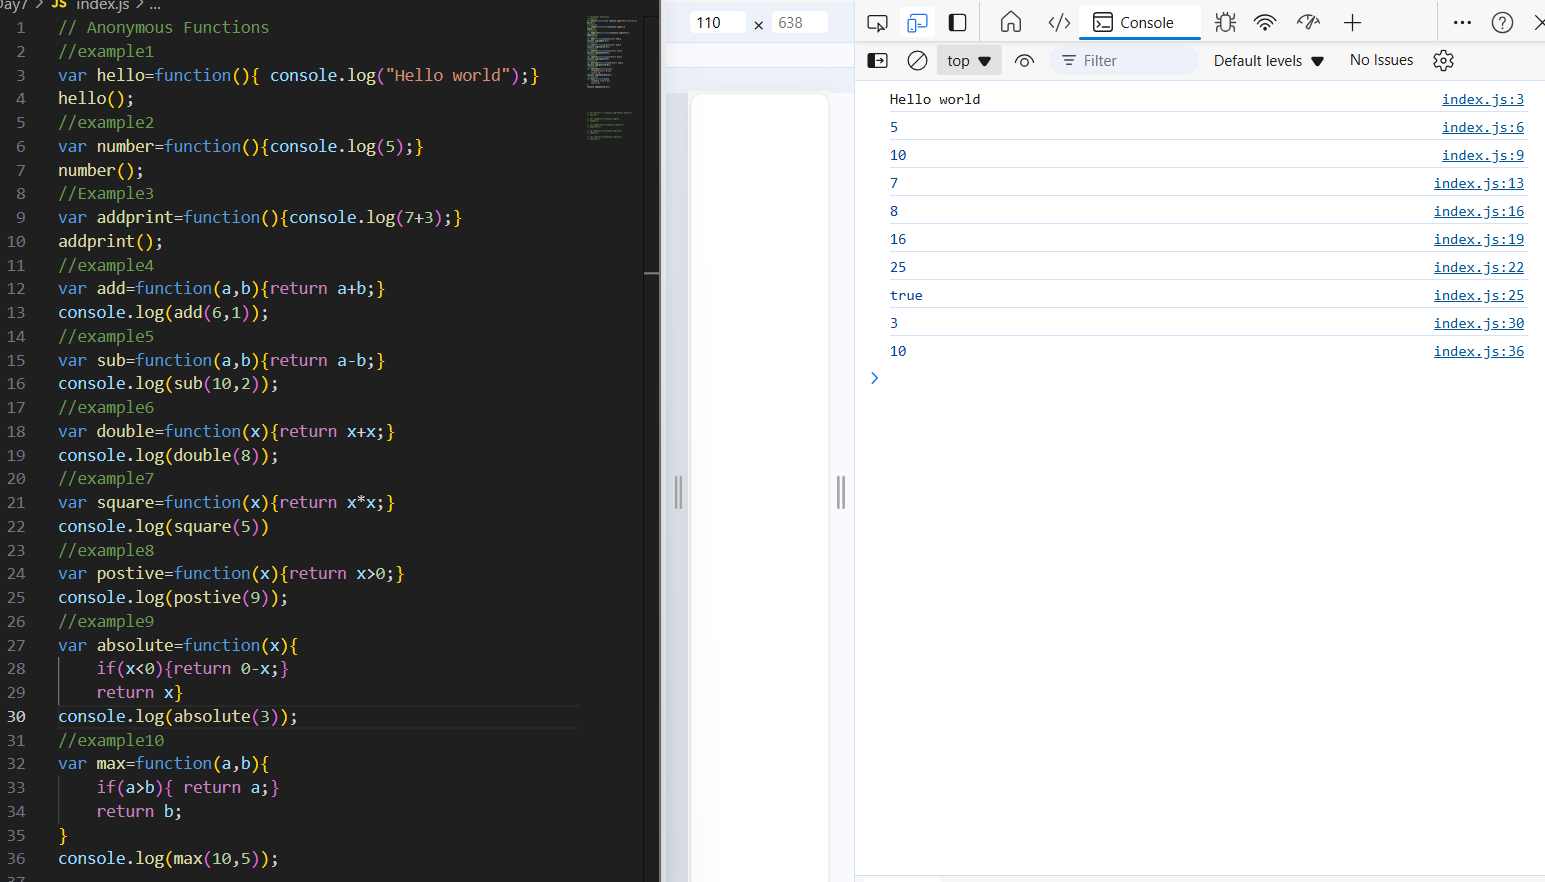 Day7 > JS index.js > ...
1 // Anonymous Functions
2 //example1
3 var hello=function(){ console.log("Hello world");}
4 hello();
5 //example2
6 var number=function(){console.log(5);}
7 number();
8 //Example3
9 var addprint=function(){console.log(7+3);}
10 addprint();
11 //example4
12 var add=function(a,b){return a+b;}
13 console.log(add(6,1));
14 //example5
15 var sub=function(a,b){return a-b;}
16 console.log(sub(10,2));
17 //example6
18 var double=function(x){return x+x;}
19 console.log(double(8));
20 //example7
21 var square=function(x){return x*x;}
22 console.log(square(5))
23 //example8
24 var postive=function(x){return x>0;}
25 console.log(postive(9));
26 //example9
27 var absolute=function(x){
28 if(x<0){return 0-x;}
29 return x}
30 console.log(absolute(3));
31 //example10
32 var max=function(a,b){
33 if(a>b){ return a;}
34 return b;
35 }
36 console.log(max(10,5));
37
110 × 638
Console
top Filter Default levels No Issues
Hello world index.js:3
5 index.js:6
10 index.js:9
7 index.js:13
8 index.js:16
16 index.js:19
25 index.js:22
true index.js:25
3 index.js:30
10 index.js:36